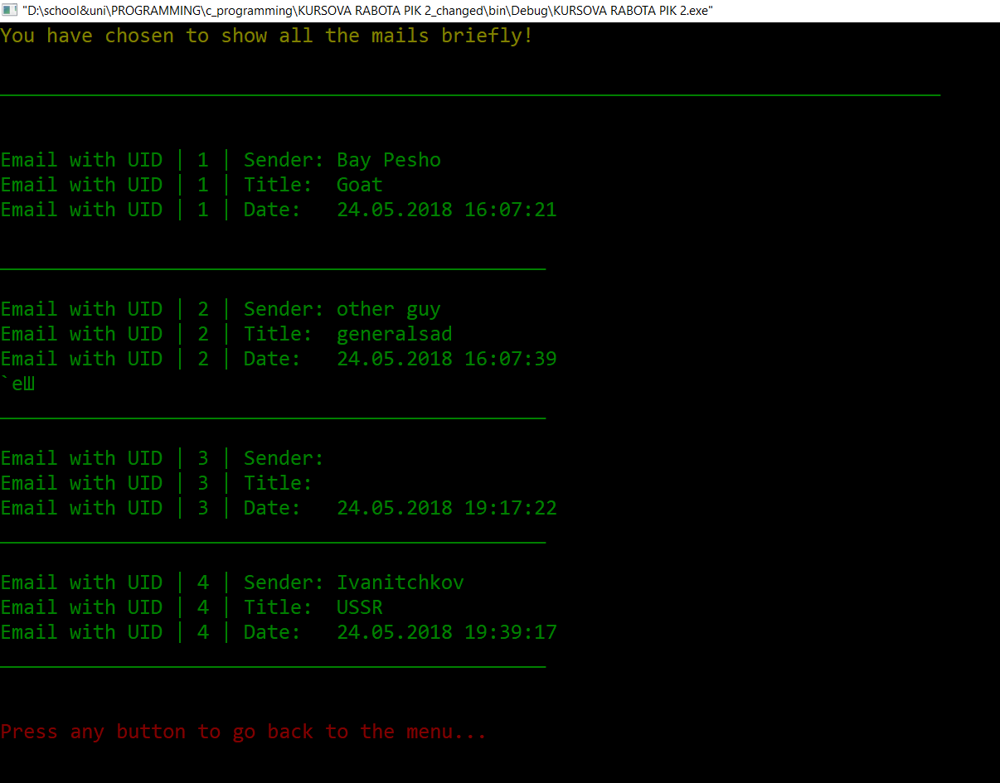 "D:\school&uni\PROGRAMMING\c_programming\KURSOVA RABOTA PIK 2_changed\bin\Debug\KURSOVA RABOTA PIK 2.exe"
You have chosen to show all the mails briefly!
Email with UID | 1 | Sender: Bay Pesho
Email with UID | 1 | Title:  Goat
Email with UID | 1 | Date:   24.05.2018 16:07:21
Email with UID | 2 | Sender: other guy
Email with UID | 2 | Title:  generalsad
Email with UID | 2 | Date:   24.05.2018 16:07:39
`eШ
Email with UID | 3 | Sender:
Email with UID | 3 | Title:
Email with UID | 3 | Date:   24.05.2018 19:17:22
Email with UID | 4 | Sender: Ivanitchkov
Email with UID | 4 | Title:  USSR
Email with UID | 4 | Date:   24.05.2018 19:39:17
Press any button to go back to the menu...